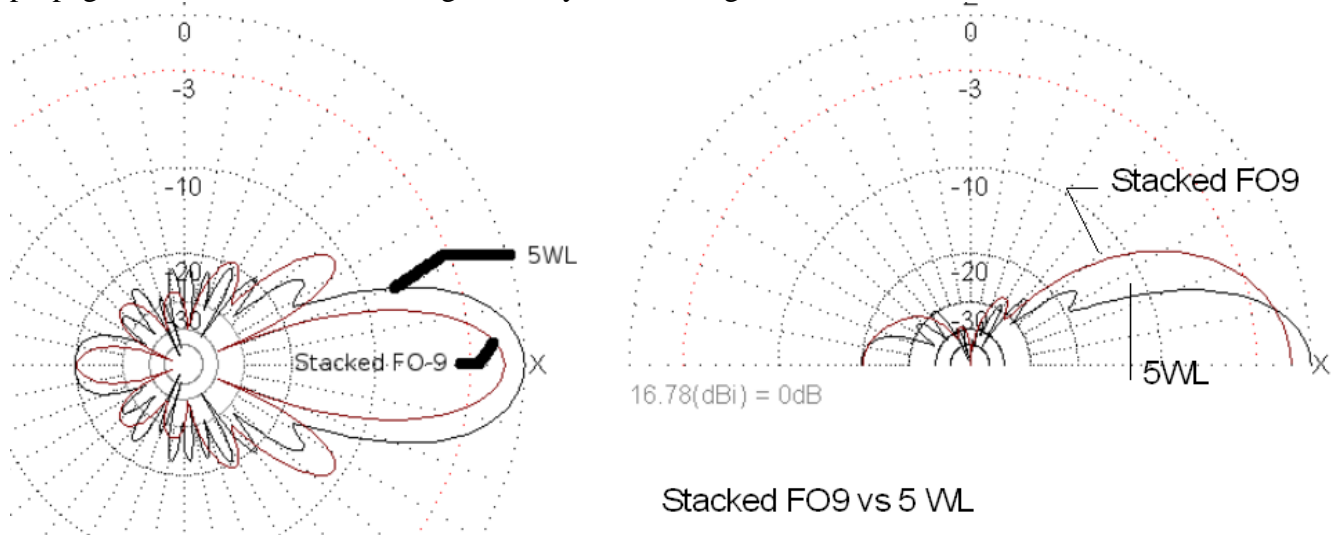 0
-3
-10
-20
-30
5WL
Stacked FO-9
X
0
-3
-10
-20
-30
Stacked FO9
5WL
X
16.78(dBi) = 0dB
Stacked FO9 vs 5 WL